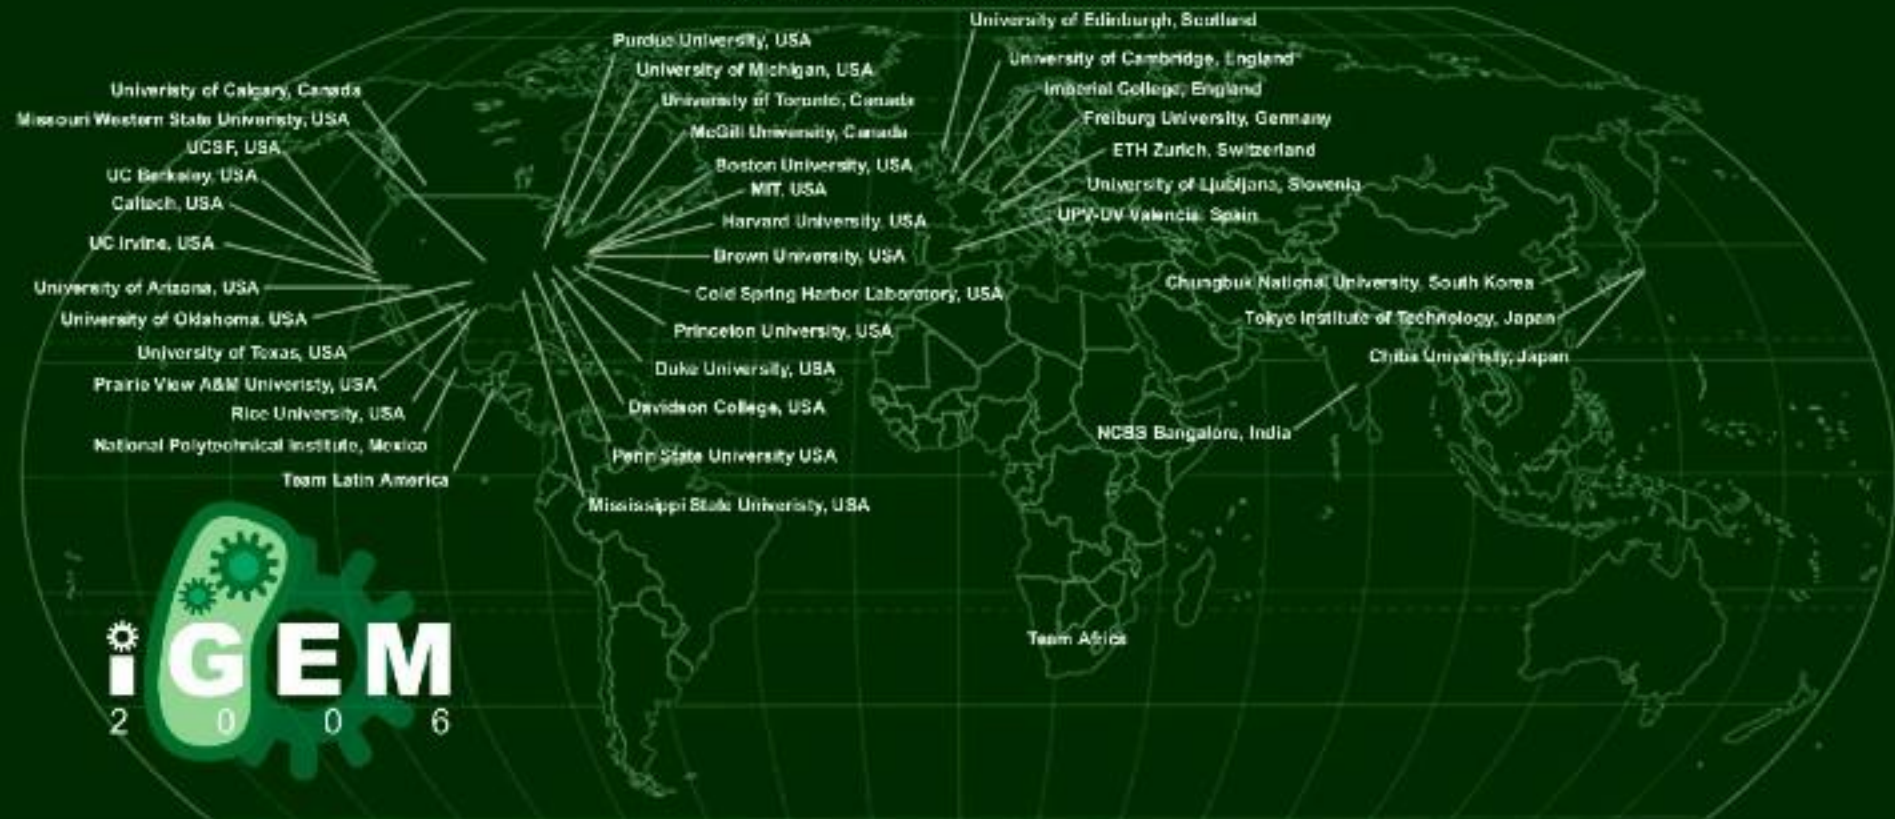 Univeristy of Calgary, Canada
Missouri Western State Univeristy, USA
UCSF, USA
UC Berkeley, USA
Caltech, USA
UC Irvine, USA
University of Arizona, USA
University of Oklahoma, USA
University of Texas, USA
Prairie View A&M Univeristy, USA
Rice University, USA
National Polytechnical Institute, Mexico
Team Latin America
Purdue University, USA
University of Michigan, USA
University of Toronto, Canada
McGill University, Canada
Boston University, USA
MIT, USA
Harvard University, USA
Brown University, USA
Cold Spring Harbor Laboratory, USA
Princeton University, USA
Duke University, USA
Davidson College, USA
Penn State University USA
Mississippi State Univeristy, USA
University of Edinburgh, Scotland
University of Cambridge, England
Imperial College, England
Freiburg University, Germany
ETH Zurich, Switzerland
University of Ljubljana, Slovenia
UPV-UV Valencia, Spain
Chungbuk National University, South Korea
Tokyo Institute of Technology, Japan
Chiba Univeristy, Japan
NCBS Bangalore, India
Team Africa
iGEM
2006